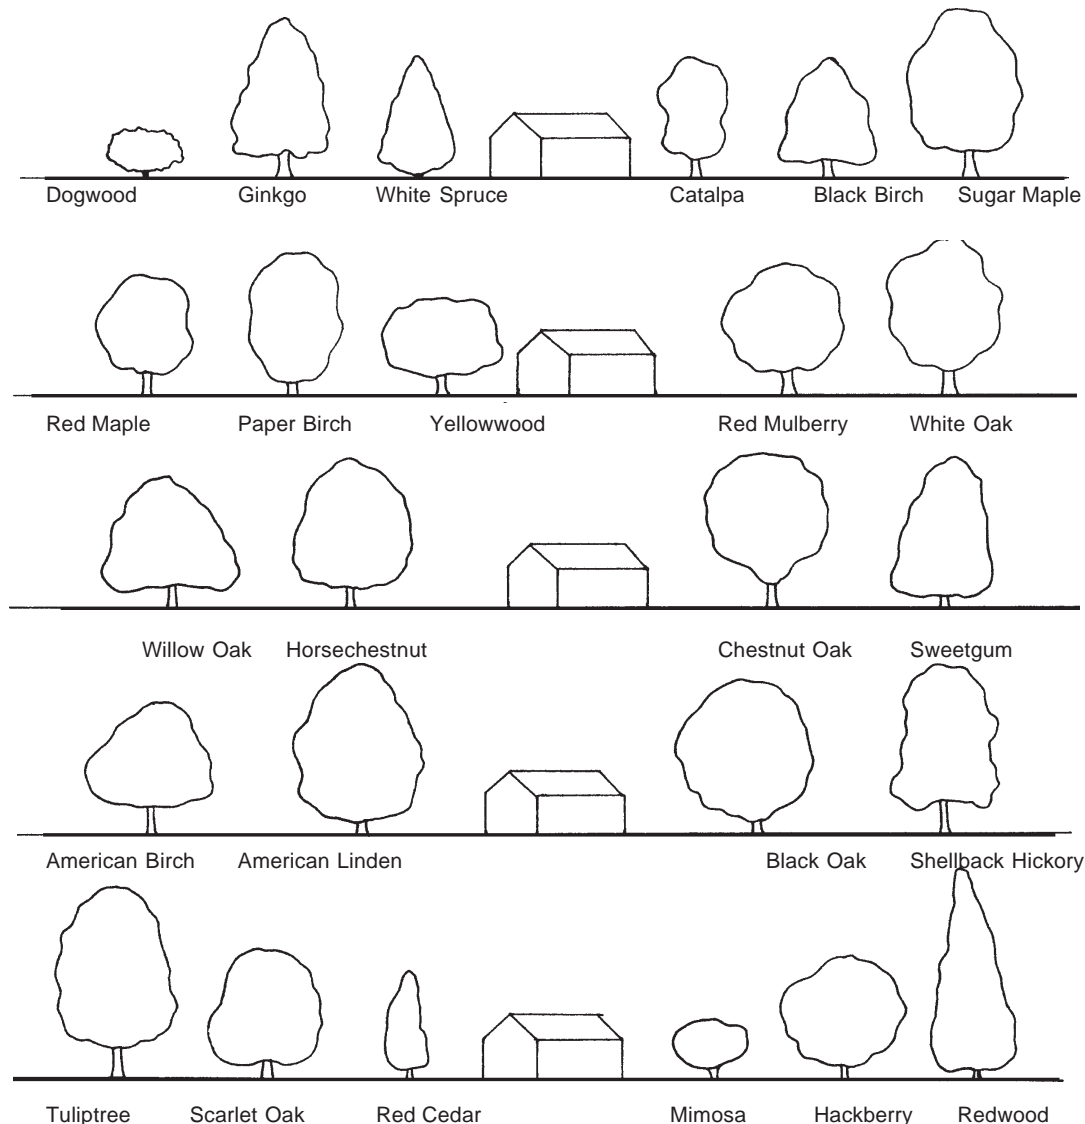 Dogwood Ginkgo White Spruce Catalpa Black Birch Sugar Maple
Red Maple Paper Birch Yellowwood Red Mulberry White Oak
Willow Oak Horsechestnut Chestnut Oak Sweetgum
American Birch American Linden Black Oak Shellback Hickory
Tuliptree Scarlet Oak Red Cedar Mimosa Hackberry Redwood